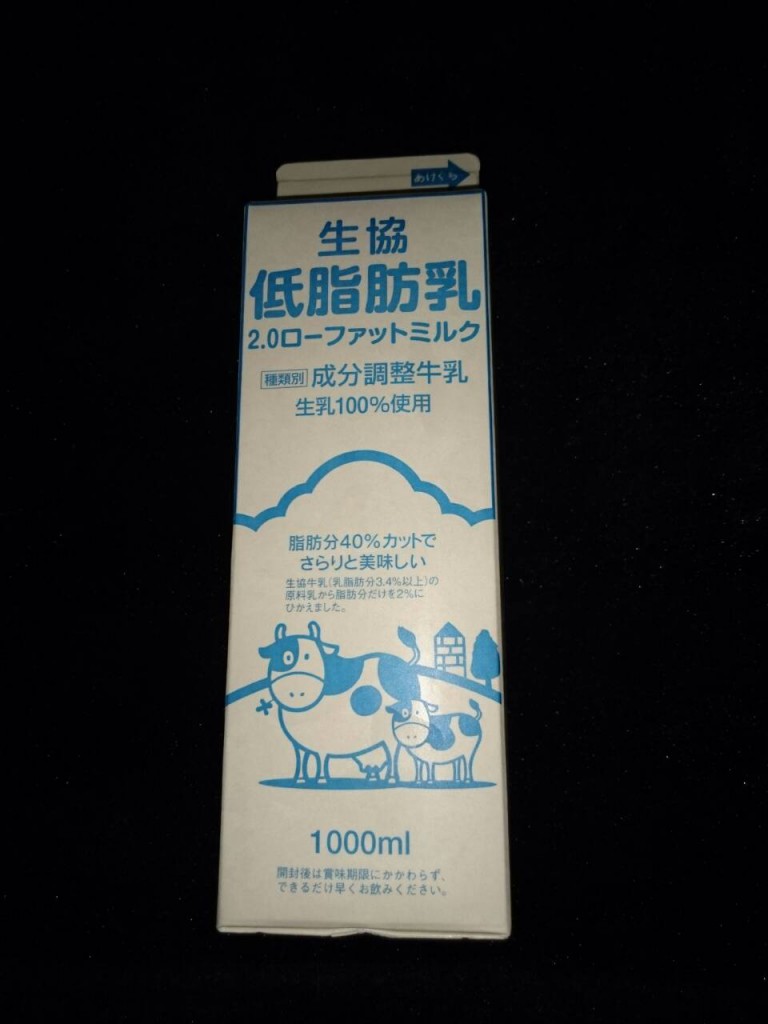 あけくち
生協
低脂肪乳
2.0ローファットミルク
種類別 成分調整牛乳
生乳100%使用
脂肪分40%カットで
さらりと美味しい
生協牛乳(乳脂肪分3.4%以上)の
原料乳から脂肪分だけを2%に
ひかえました。
1000ml
開封後は賞味期限にかかわらず、
できるだけ早くお飲みください。